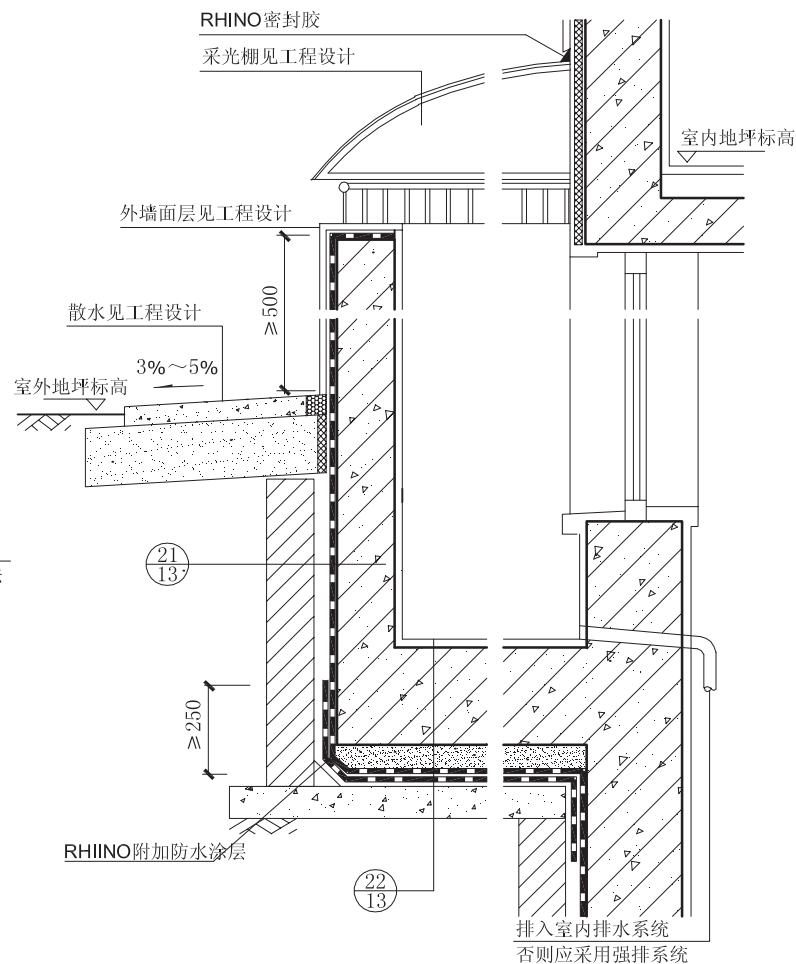 RHINO密封胶
采光棚见工程设计
室内地坪标高
外墙面层见工程设计
≥500
散水见工程设计
3%～5%
室外地坪标高
21
13
≥250
RHIINO附加防水涂层
22
13
排入室内排水系统
否则应采用强排系统